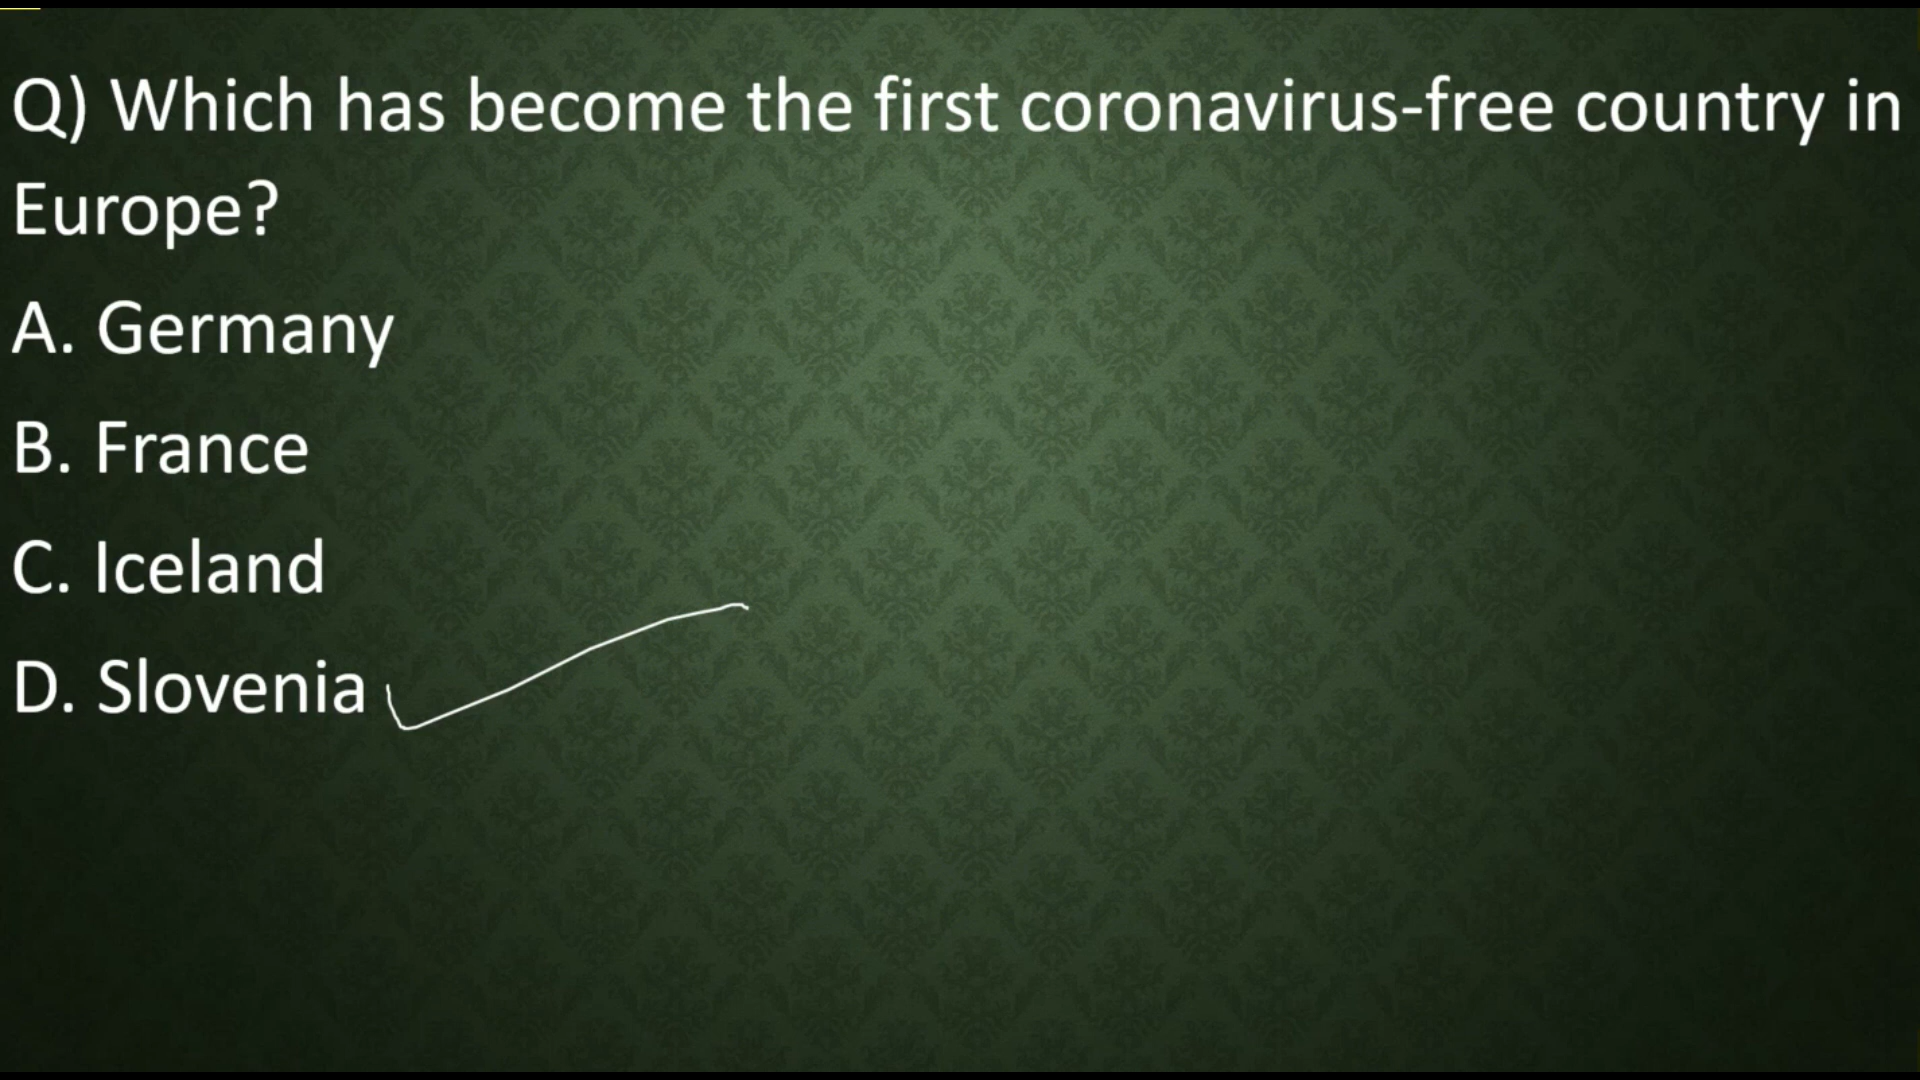 Q) Which has become the first coronavirus-free country in
Europe?
A. Germany
B. France
C. Iceland
D. Slovenia